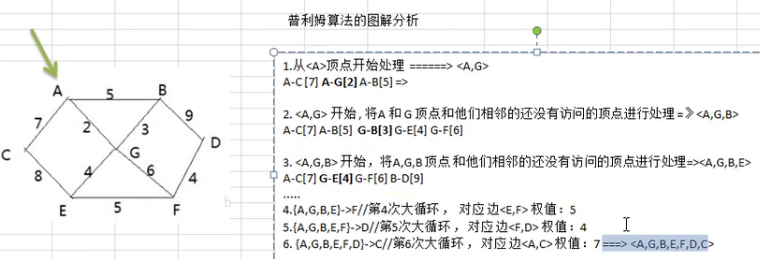 普利姆算法的图解分析
1.从<A>顶点开始处理 ======> <A,G>
A-C [7] A-G[2] A-B[5] =>
2. <A,G> 开始,将A 和 G 顶点和他们相邻的还没有访问的顶点进行处理 =》<A,G,B>
A-C[7] A-B[5] G-B[3] G-E[4] G-F[6]
3. <A,G,B> 开始，将A,G,B 顶点和他们相邻的还没有访问的顶点进行处理=><A,G,B,E>
A-C[7] G-E[4] G-F[6] B-D[9]
.....
4.{A,G,B,E}->F//第4次大循环， 对应边<E,F> 权值：5
5.{A,G,B,E,F}->D//第5次大循环， 对应边<F,D> 权值：4
6. {A,G,B,E,F,D}->C//第6次大循环，对应边<A,C> 权值：7 ===> <A,G,B,E,F,D,C>
A
5
B
7
2
3
9
C
G
D
8
4
6
4
E
5
F